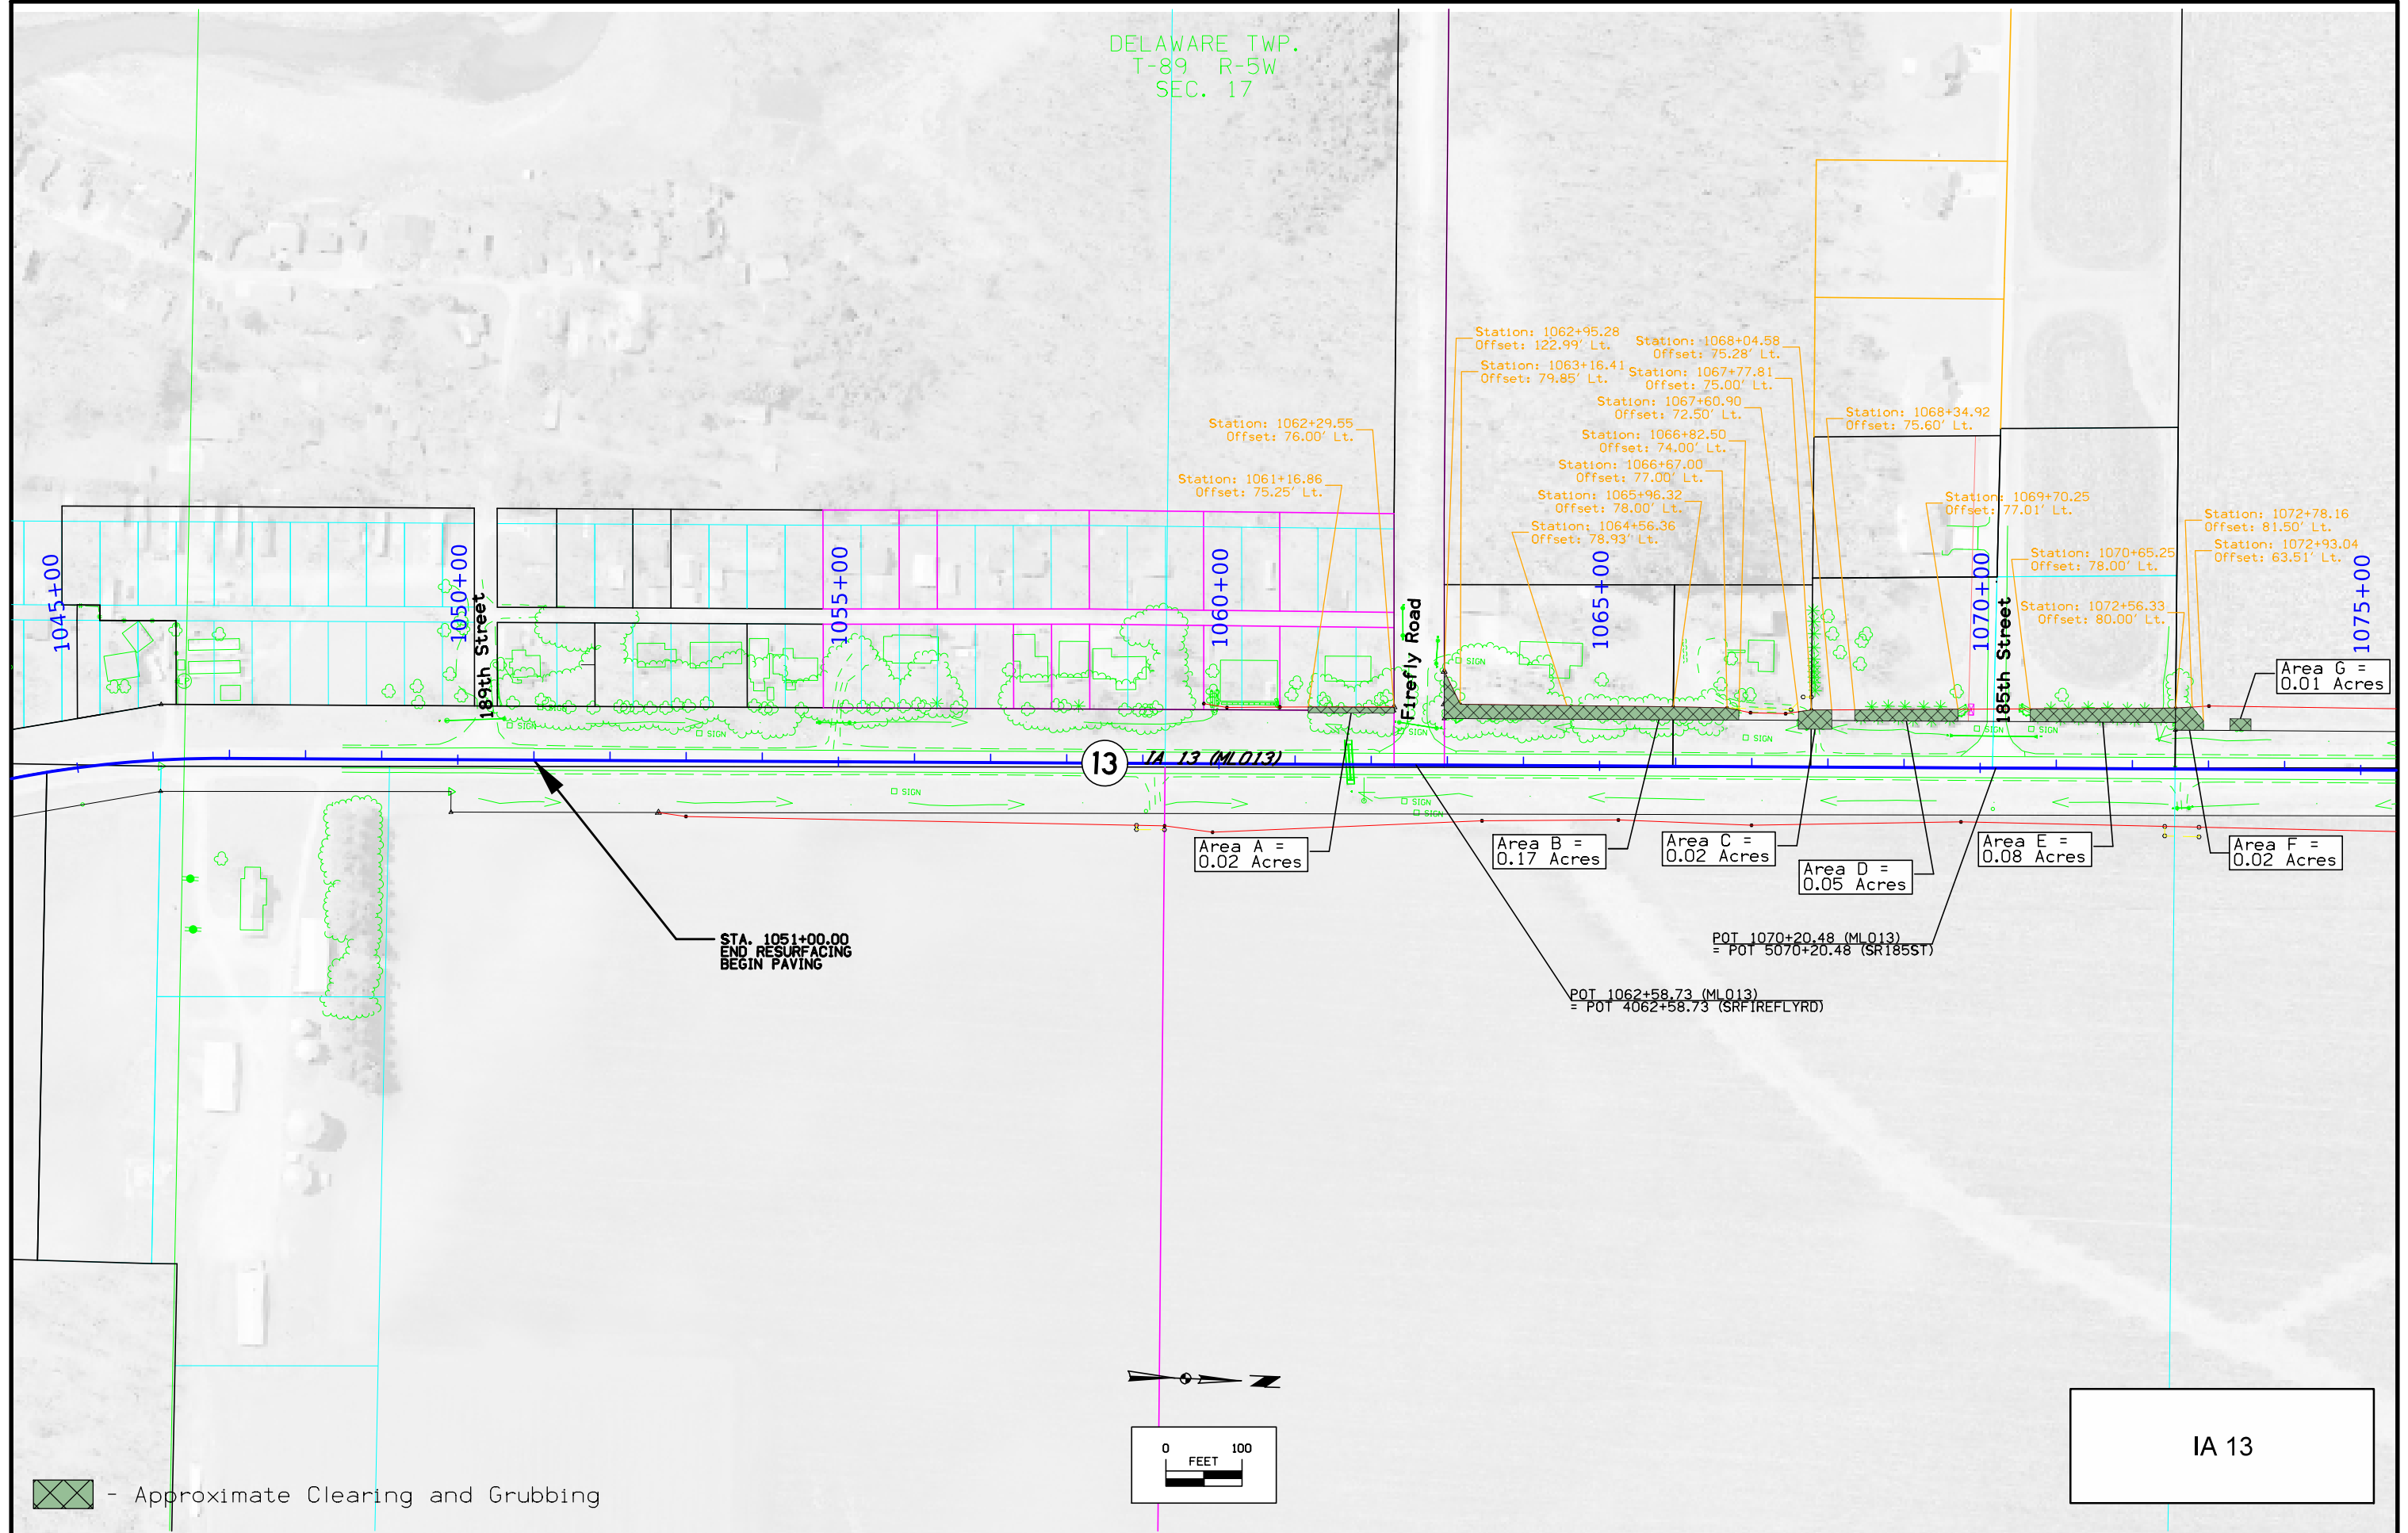 DELAWARE TWP.
T-89 R-5W
SEC. 17
Station: 1062+95.28
Offset: 122.99' Lt.
Station: 1068+04.58
Offset: 75.28' Lt.
Station: 1063+16.41
Offset: 79.85' Lt.
Station: 1067+77.81
Offset: 75.00' Lt.
Station: 1067+60.90
Offset: 72.50' Lt.
Station: 1068+34.92
Offset: 75.60' Lt.
Station: 1062+29.55
Offset: 76.00' Lt.
Station: 1066+82.50
Offset: 74.00' Lt.
Station: 1066+67.00
Offset: 77.00' Lt.
Station: 1061+16.86
Offset: 75.25' Lt.
Station: 1065+96.32
Offset: 78.00' Lt.
Station: 1069+70.25
Offset: 77.01' Lt.
Station: 1064+56.36
Offset: 78.93' Lt.
Station: 1072+78.16
Offset: 81.50' Lt.
Station: 1072+93.04
Offset: 63.51' Lt.
Station: 1070+65.25
Offset: 78.00' Lt.
Station: 1072+56.33
Offset: 80.00' Lt.
1045+00
1050+00
1055+00
1060+00
1065+00
1070+00
1075+00
189th Street
Firefly Road
185th Street
SIGN
Area G =
0.01 Acres
SIGN
SIGN
SIGN
SIGN
SIGN
SIGN
SIGN
13
IA 13 (ML013)
SIGN
SIGN
SIGN
Area A =
0.02 Acres
Area B =
0.17 Acres
Area C =
0.02 Acres
Area D =
0.05 Acres
Area E =
0.08 Acres
Area F =
0.02 Acres
STA. 1051+00.00
END RESURFACING
BEGIN PAVING
POT 1070+20.48 (ML013)
= POT 5070+20.48 (SR185ST)
POT 1062+58.73 (ML013)
= POT 4062+58.73 (SRFIREFLYRD)
N
0 100
FEET
IA 13
- Approximate Clearing and Grubbing